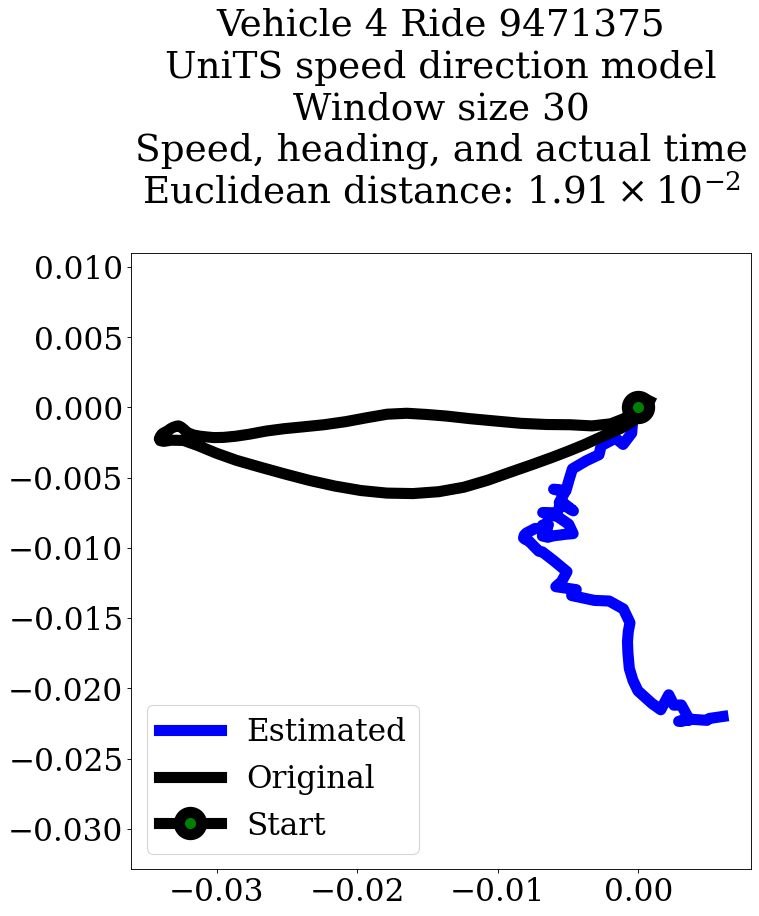 Vehicle 4 Ride 9471375
UniTS speed direction model
Window size 30
Speed, heading, and actual time
Euclidean distance: 1.91 × 10⁻²
0.010
0.005
0.000
−0.005
−0.010
−0.015
−0.020
−0.025
−0.030
Estimated
Original
Start
−0.03
−0.02
−0.01
0.00